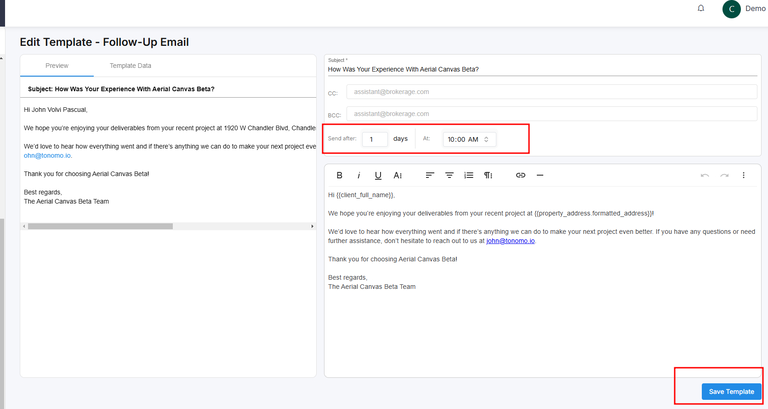 C Demo
Edit Template - Follow-Up Email
Preview Template Data
Subject: How Was Your Experience With Aerial Canvas Beta?
Hi John Volvi Pascual,
We hope you're enjoying your deliverables from your recent project at 1920 W Chandler Blvd, Chandle
We'd love to hear how everything went and if there's anything we can do to make your next project eve
ohn@tonomo.io.
Thank you for choosing Aerial Canvas Beta!
Best regards,
The Aerial Canvas Beta Team
Subject *
How Was Your Experience With Aerial Canvas Beta?
CC: assistant@brokerage.com
BCC: assistant@brokerage.com
Send after: 1 days At: 10:00 AM
B i U A
Hi {{client_full_name}},
We hope you're enjoying your deliverables from your recent project at {{property_address.formatted_address}}!
We'd love to hear how everything went and if there's anything we can do to make your next project even better. If you have any questions or need
further assistance, don't hesitate to reach out to us at john@tonomo.io.
Thank you for choosing Aerial Canvas Beta!
Best regards,
The Aerial Canvas Beta Team
Save Template